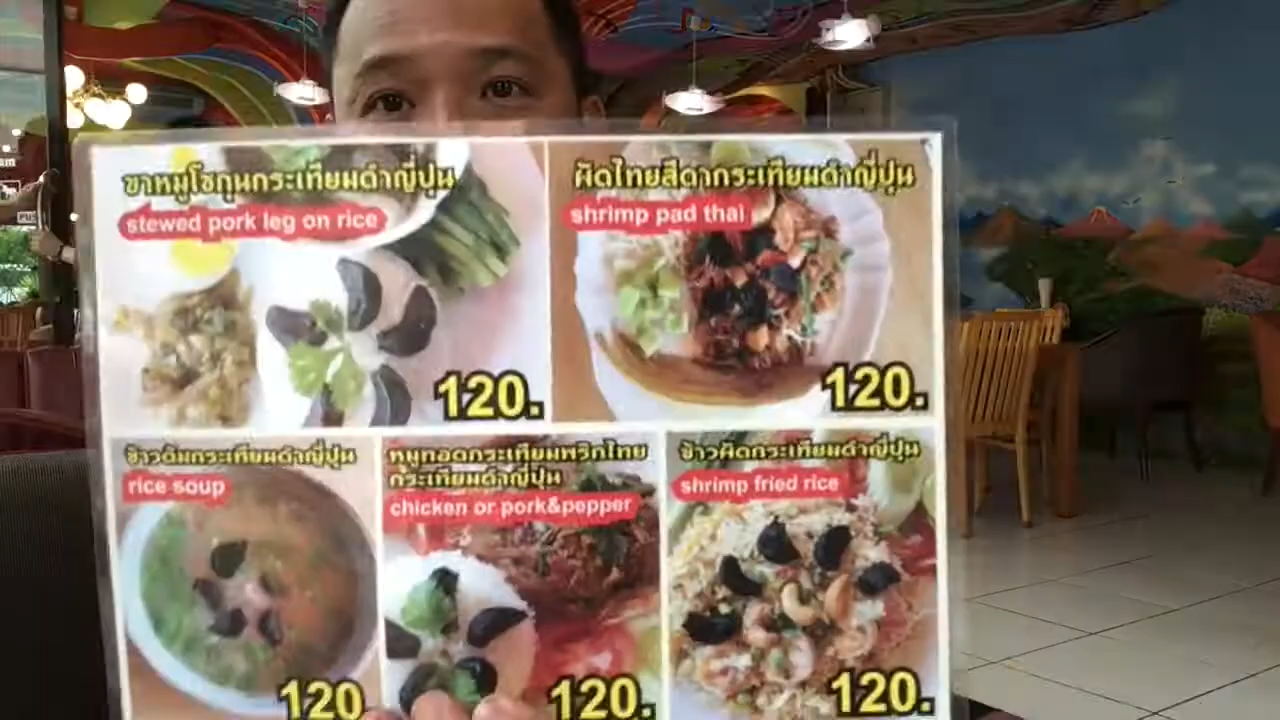 ขาหมูโชกุนกระเทียมดำญี่ปุ่น
stewed pork leg on rice
120.
ผัดไทยสีดากระเทียมดำญี่ปุ่น
shrimp pad thai
120.
ข้าวต้มกระเทียมดำญี่ปุ่น
rice soup
120
หมูทอดกระเทียมพริกไทย
กระเทียมดำญี่ปุ่น
chicken or pork&pepper
120.
ข้าวผัดกระเทียมดำญี่ปุ่น
shrimp fried rice
120.